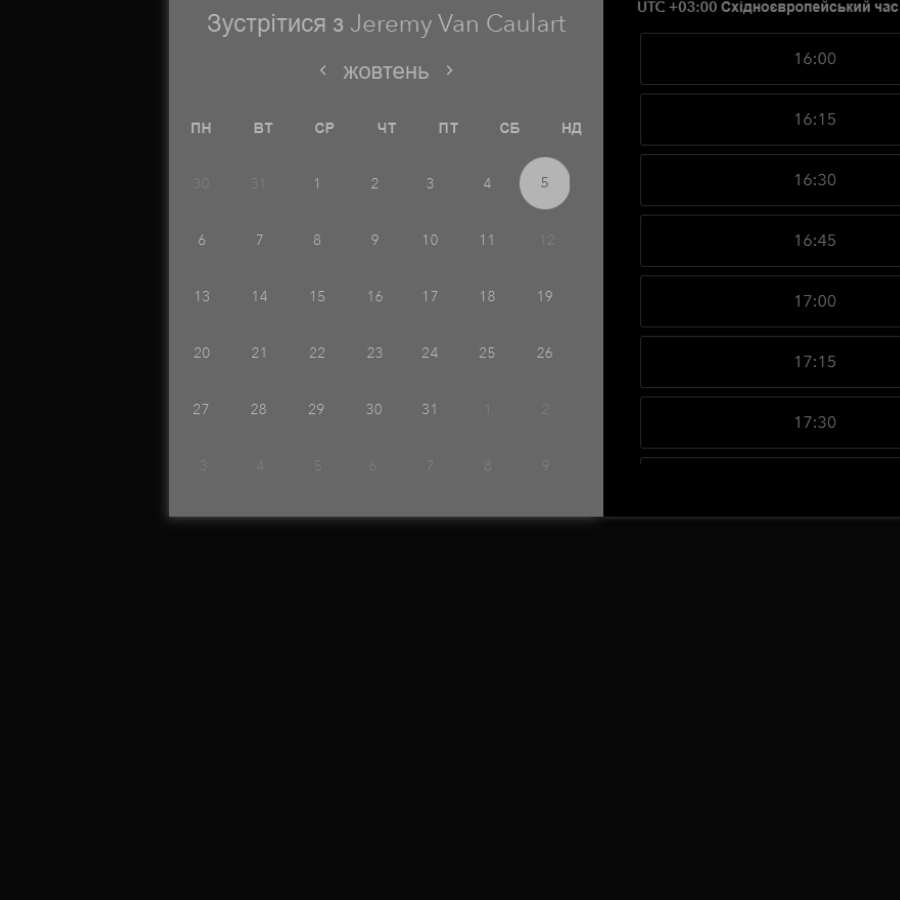 Зустрітися з Jeremy Van Caulart
жовтень
ПН ВТ СР ЧТ ПТ СБ НД
30 31 1 2 3 4 5
6 7 8 9 10 11 12
13 14 15 16 17 18 19
20 21 22 23 24 25 26
27 28 29 30 31 1 2
3 4 5 6 7 8 9
UTC +03:00 Східноєвропейський час
16:00
16:15
16:30
16:45
17:00
17:15
17:30